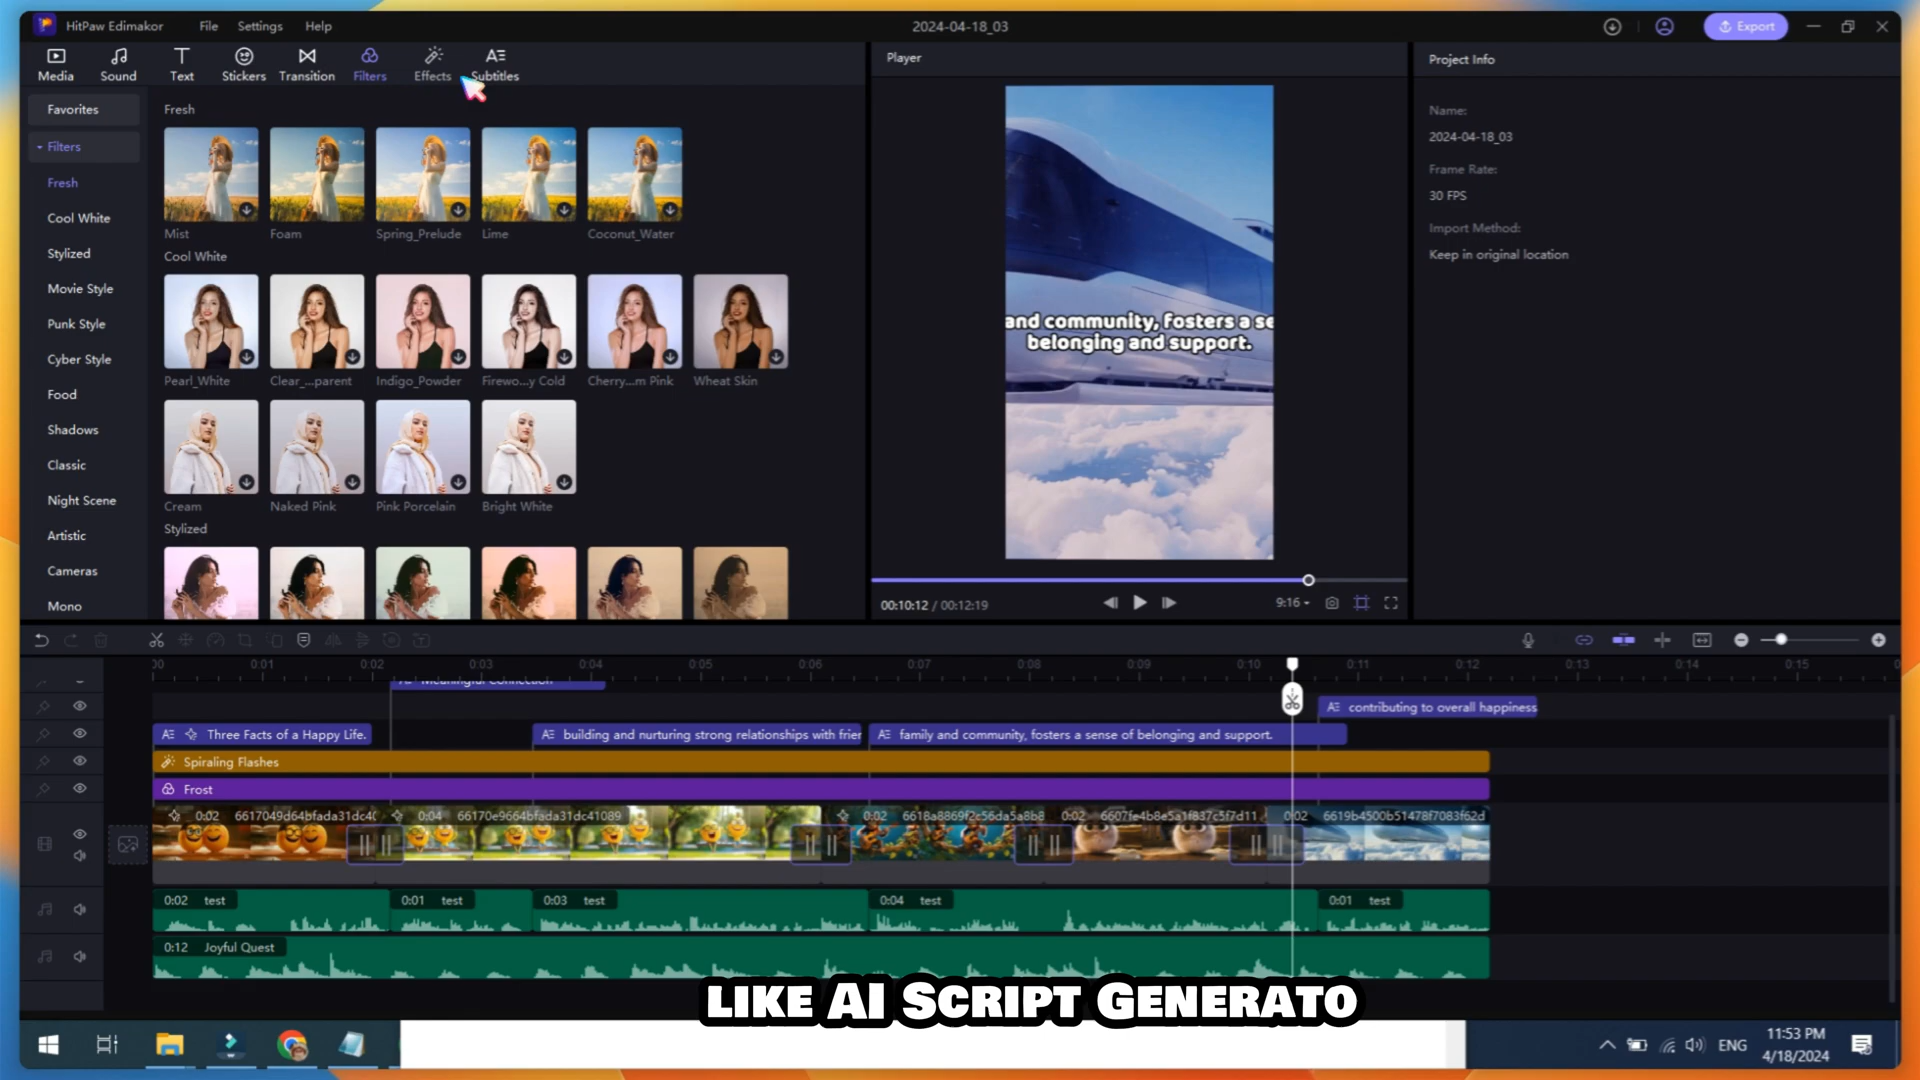 HitPaw Edimakor
File
Settings
Help
2024-04-18_03
Export
Media
Sound
Text
Stickers
Transition
Filters
Effects
Subtitles
Favorites
Filters
Fresh
Cool White
Stylized
Movie Style
Punk Style
Cyber Style
Food
Shadows
Classic
Night Scene
Artistic
Cameras
Mono
Fresh
Mist
Foam
Spring_Prelude
Lime
Coconut_Water
Cool White
Pearl_White
Clear_...parent
Indigo_Powder
Firewo...y Cold
Cherry....m Pink
Wheat Skin
Cream
Naked Pink
Pink Porcelain
Bright White
Stylized
Player
and community, fosters a se
belonging and support.
00:10:12 / 00:12:19
9:16
Project Info
Name:
2024-04-18_03
Frame Rate:
30 FPS
Import Method:
Keep in original location
00
0:01
0:02
0:03
0:04
0:05
0:06
0:07
0:08
0:09
0:10
0:11
0:12
0:13
0:14
0:15
Meaningful Connection
contributing to overall happiness
Three Facts of a Happy Life.
building and nurturing strong relationships with frien
family and community, fosters a sense of belonging and support.
Spiraling Flashes
Frost
0:02 6617049d64bfada31dc4
0:04 66170e9664bfada31dc41089
0:02 6618a8869f2c56da5a8b8
0:02 6607fe4b8e5a1f837c5f7d11
0:02 6619b4500b51478f7083f62d
0:02 test
0:01 test
0:03 test
0:04 test
0:01 test
0:12 Joyful Quest
LIKE AI SCRIPT GENERATO
ENG
11:53 PM
4/18/2024